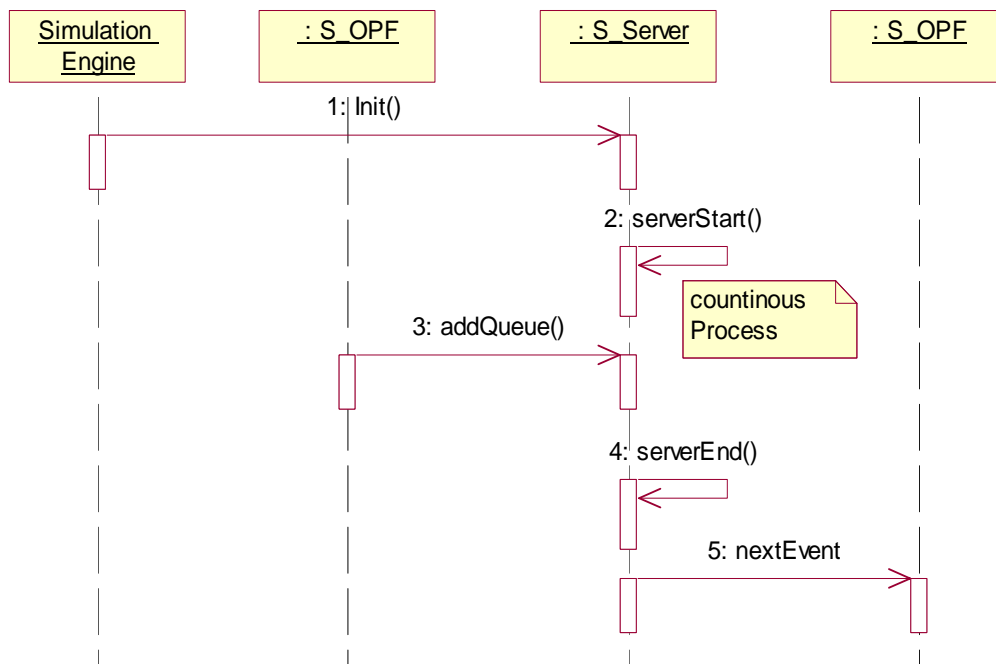 Simulation
Engine
: S_OPF
: S_Server
: S_OPF
1: Init()
2: serverStart()
countinous
Process
3: addQueue()
4: serverEnd()
5: nextEvent